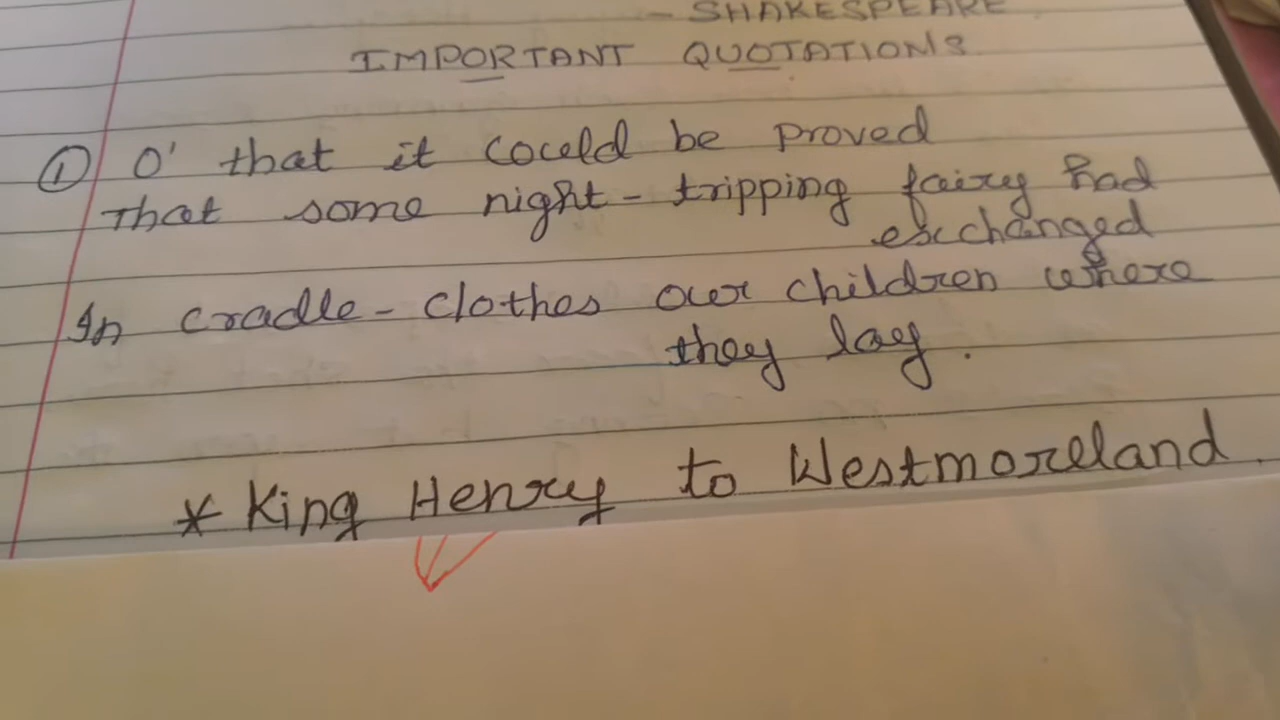 - SHAKESPEARE
IMPORTANT QUOTATIONS
① O' that it could be proved
That some night-tripping fairy had
exchanged
In cradle-clothes our children where
they lay.
* King Henry to Westmoreland.